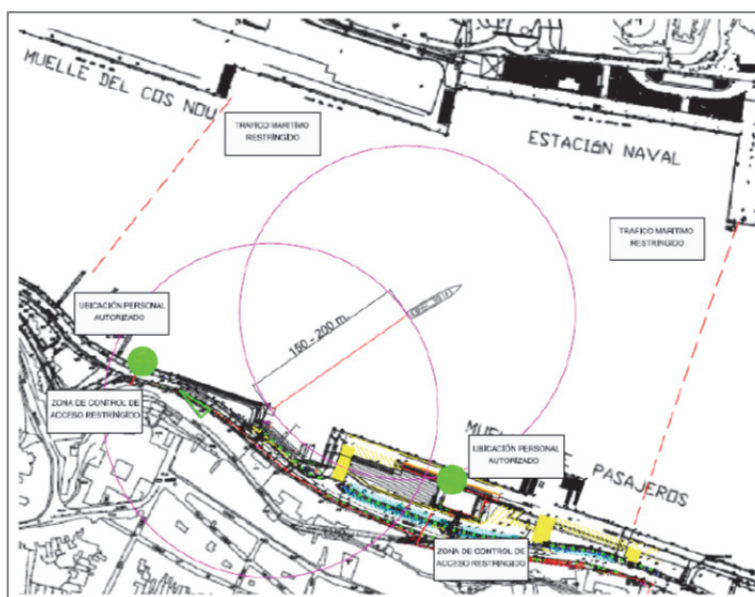 MUELLE DEL COS NOU
TRAFICO MARITIMO
RESTRINGIDO
ESTACIÓN NAVAL
TRAFICO MARITIMO
RESTRINGIDO
UBICACIÓN PERSONAL
AUTORIZADO
150 - 200 m.
ZONA DE CONTROL DE
ACCESO RESTRINGIDO
UBICACIÓN PERSONAL
AUTORIZADO
PASAJEROS
ZONA DE CONTROL DE
ACCESO RESTRINGIDO